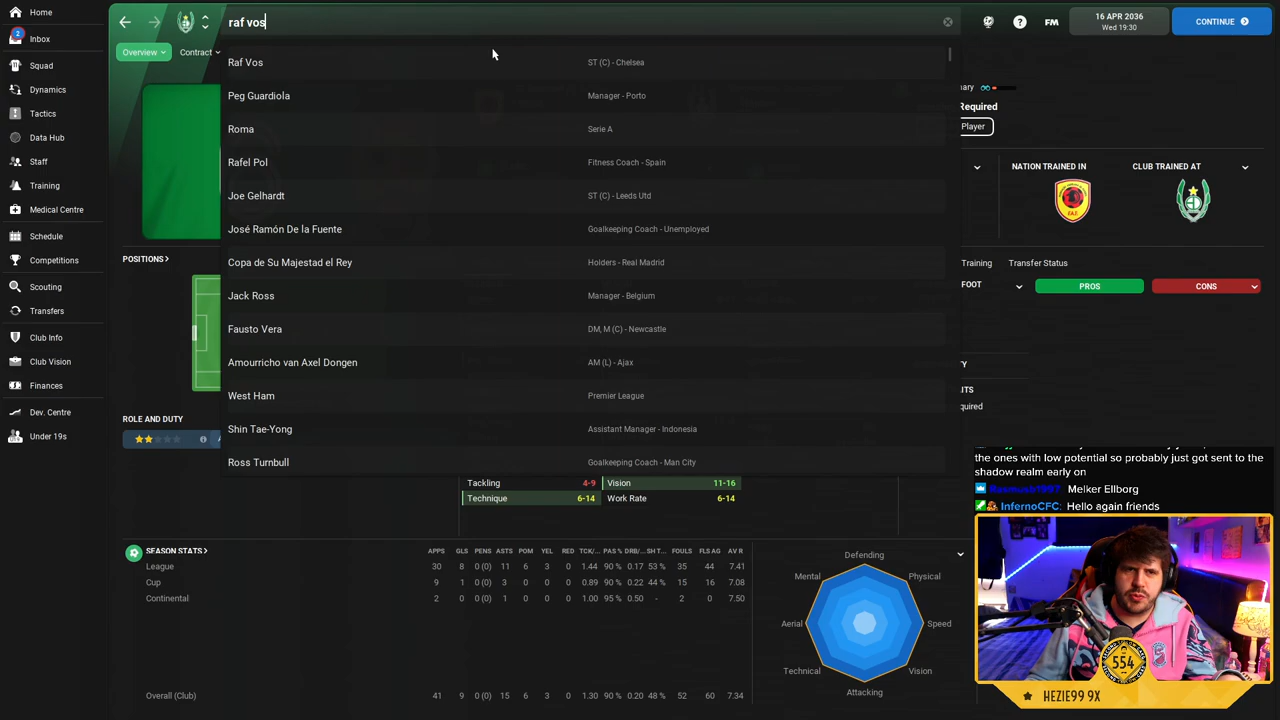 Home
2
Inbox
Squad
Dynamics
Tactics
Data Hub
Staff
Training
Medical Centre
Schedule
Competitions
Scouting
Transfers
Club Info
Club Vision
Finances
Dev. Centre
Under 19s
raf vos
?
FM
16 APR 2036
Wed 19:30
CONTINUE
Overview
Contract
Raf Vos ST (C) - Chelsea
Peg Guardiola Manager - Porto
Roma Serie A
Rafel Pol Fitness Coach - Spain
Joe Gelhardt ST (C) - Leeds Utd
José Ramón De la Fuente Goalkeeping Coach - Unemployed
Copa de Su Majestad el Rey Holders - Real Madrid
Jack Ross Manager - Belgium
Fausto Vera DM, M (C) - Newcastle
Amourricho van Axel Dongen AM (L) - Ajax
West Ham Premier League
Shin Tae-Yong Assistant Manager - Indonesia
Ross Turnbull Goalkeeping Coach - Man City
nary
Required
Player
NATION TRAINED IN CLUB TRAINED AT
Training Transfer Status
FOOT PROS CONS
Y
ITS
quired
POSITIONS
ROLE AND DUTY
Tackling 4-9 Vision 11-16
Technique 6-14 Work Rate 6-14
the ones with low potential so probably just got sent to the
shadow realm early on
Melker Ellborg
InfernoCFC: Hello again friends
SEASON STATS APPS GLS PENS ASTS POM YEL RED TCK/... PAS % DRB/... SH T... FOULS FLS AG AV R
League 30 8 0 (0) 11 6 3 0 1.44 90 % 0.17 53 % 35 44 7.41
Cup 9 1 0 (0) 3 0 0 0 0.89 90 % 0.22 44 % 15 16 7.08
Continental 2 0 0 (0) 1 0 0 0 1.00 95 % 0.50 - 2 0 7.50
Overall (Club) 41 9 0 (0) 15 6 3 0 1.30 90 % 0.20 48 % 52 60 7.34
Defending
Mental Physical
Aerial Speed
Technical Vision
Attacking
554
HEZIE99 9X